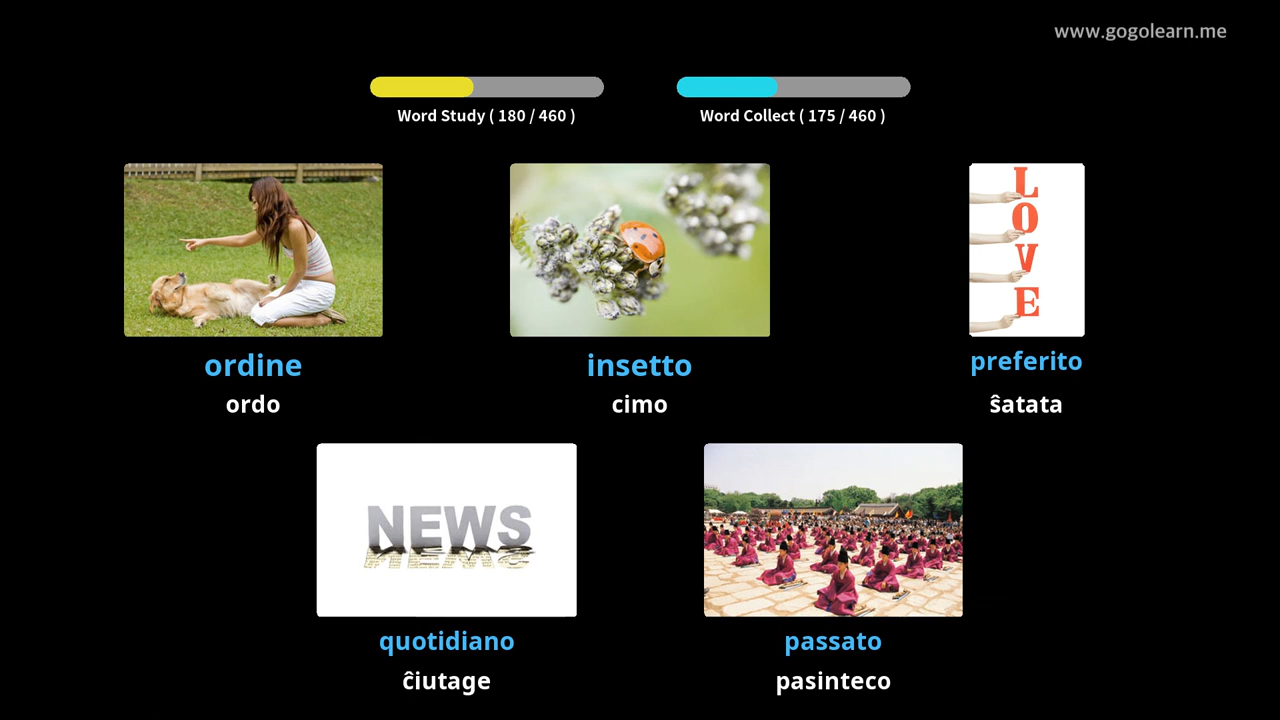 www.gogolearn.me
Word Study ( 180 / 460 )
Word Collect ( 175 / 460 )
L
O
V
E
ordine
insetto
preferito
ordo
cimo
ŝatata
NEWS
quotidiano
passato
ĉiutage
pasinteco